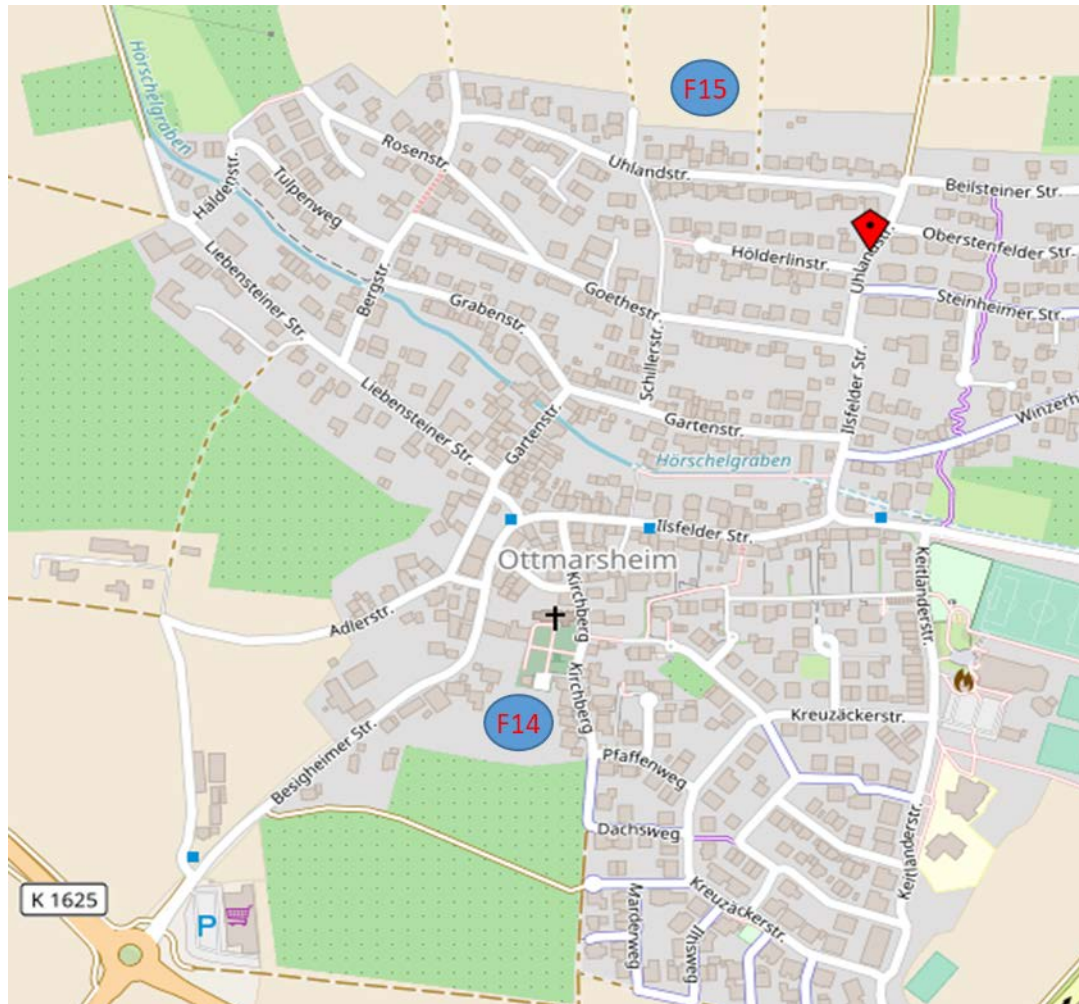 Hörschelgraben
F15
Rosenstr.
Uhlandstr.
Häldenstr.
Tulpenweg
Beilsteiner Str.
Oberstenfelder Str.
Hölderlinstr.
Uhlandstr.
Liebensteiner Str.
Bergstr.
Grabenstr.
Goethestr.
Steinheimer Str.
Schillerstr.
Ilsfelder Str.
Liebensteiner Str.
Gartenstr.
Gartenstr.
Winzerh
Hörschelgraben
Ilsfelder Str.
Ottmarsheim
Keitländerstr.
Kirchberg
Adlerstr.
Kirchberg
F14
Kreuzäckerstr.
Besigheimer Str.
Pfaffenweg
Dachsweg
Keitländerstr.
K 1625
P
Marderweg
Iltisweg
Kreuzäckerstr.